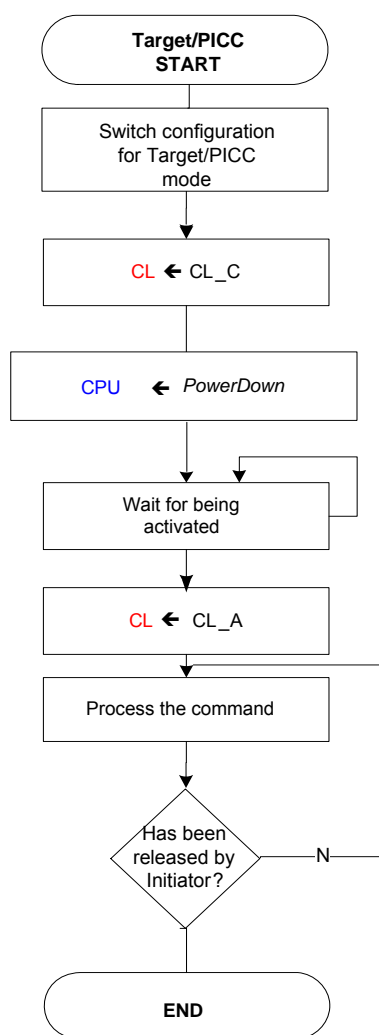 Target/PICC
START
Switch configuration
for Target/PICC
mode
CL ← CL_C
CPU ← PowerDown
Wait for being
activated
CL ← CL_A
Process the command
Has been
released by
Initiator?
N
END